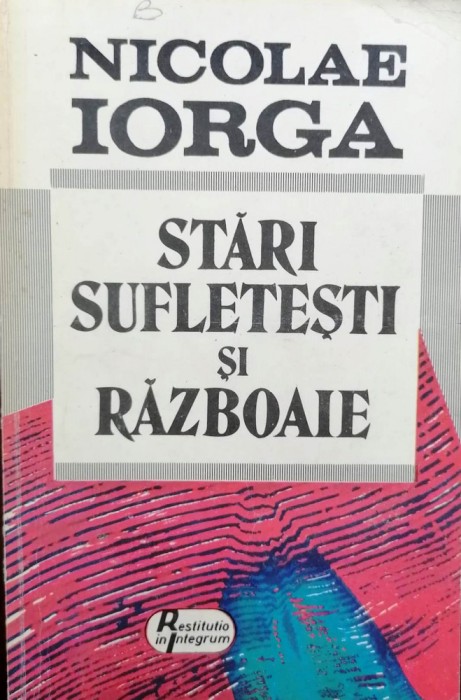 B
NICOLAE
IORGA
STĂRI
SUFLETEȘTI
ȘI
RĂZBOAIE
Restitutio
in Integrum